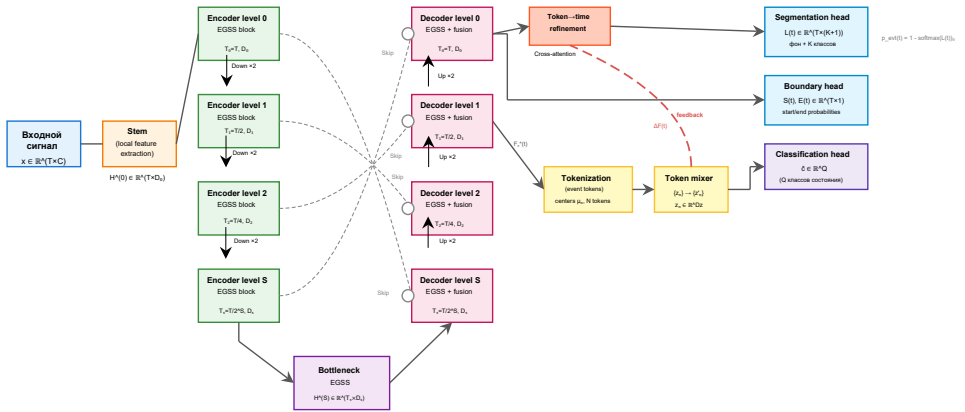 Входной
сигнал
x ∈ ℝ^(T×C)
Stem
(local feature
extraction)
H^(0) ∈ ℝ^(T×D₀)
Encoder level 0
EGSS block
T₀=T, D₀
Down ×2
Encoder level 1
EGSS block
T₁=T/2, D₁
Down ×2
Encoder level 2
EGSS block
T₂=T/4, D₂
Down ×2
Encoder level S
EGSS block
Tₛ=T/2^S, Dₛ
Bottleneck
EGSS
H^(S) ∈ ℝ^(Tₛ×Dₛ)
Skip
Skip
Skip
Skip
Decoder level 0
EGSS + fusion
T₀=T, D₀
Up ×2
Decoder level 1
EGSS + fusion
T₁=T/2, D₁
Up ×2
Decoder level 2
EGSS + fusion
T₂=T/4, D₂
Up ×2
Decoder level S
EGSS + fusion
Tₛ=T/2^S, Dₛ
Token→time
refinement
Cross-attention
feedback
ΔF(t)
Tokenization
(event tokens)
centers μₙ, N tokens
Token mixer
{zₙ} → {z'ₙ}
zₙ ∈ ℝ^Dz
Segmentation head
L(t) ∈ ℝ^(T×(K+1))
фон + K классов
Boundary head
S(t), E(t) ∈ ℝ^(T×1)
start/end probabilities
Classification head
ĉ ∈ ℝ^Q
(Q классов состояния)
p_evt(t) = 1 - softmax(L(t))₀